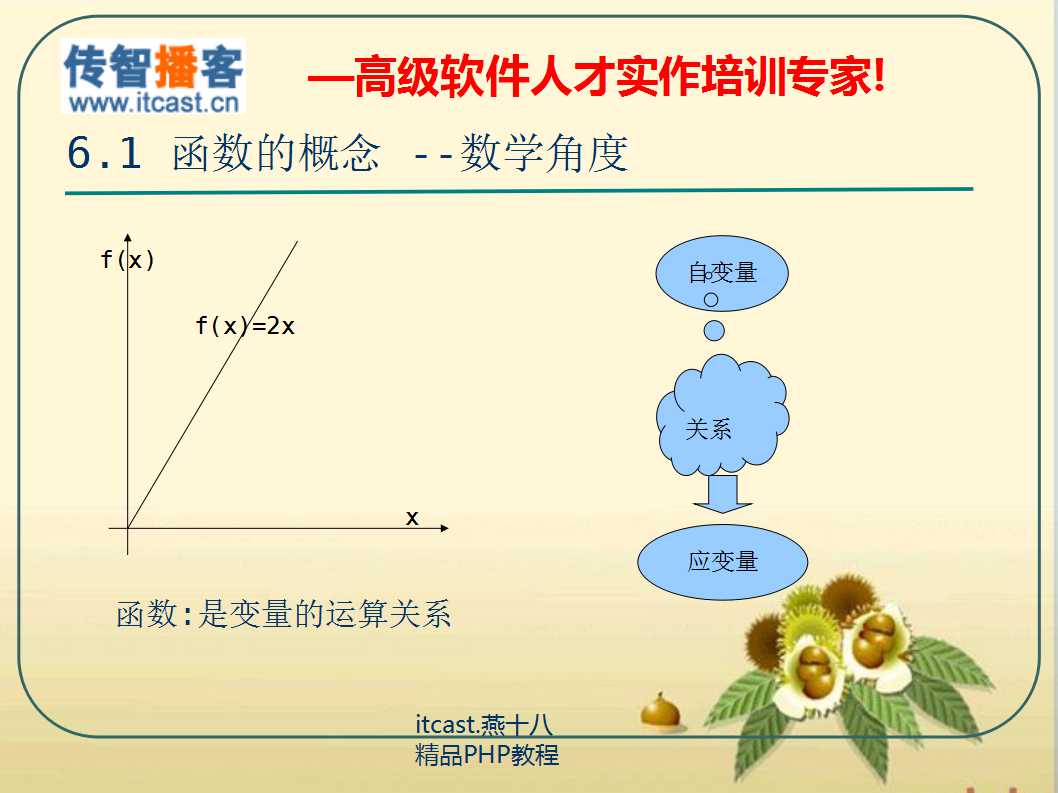 传智播客
www.itcast.cn
—高级软件人才实作培训专家!
6.1 函数的概念 --数学角度
f(x)
f(x)=2x
x
自变量
关系
应变量
函数:是变量的运算关系
itcast.燕十八
精品PHP教程